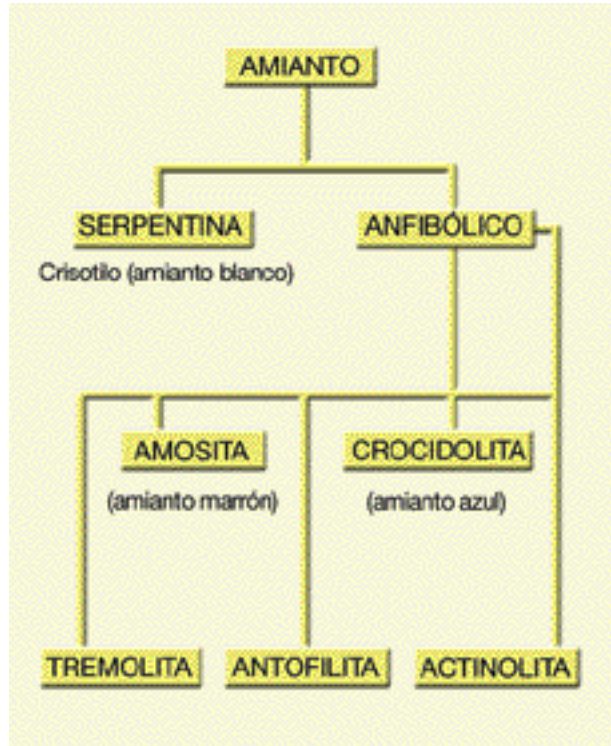 AMIANTO
SERPENTINA
ANFIBÓLICO
Crisotilo (amianto blanco)
AMOSITA
CROCIDOLITA
(amianto marrón)
(amianto azul)
TREMOLITA
ANTOFILITA
ACTINOLITA